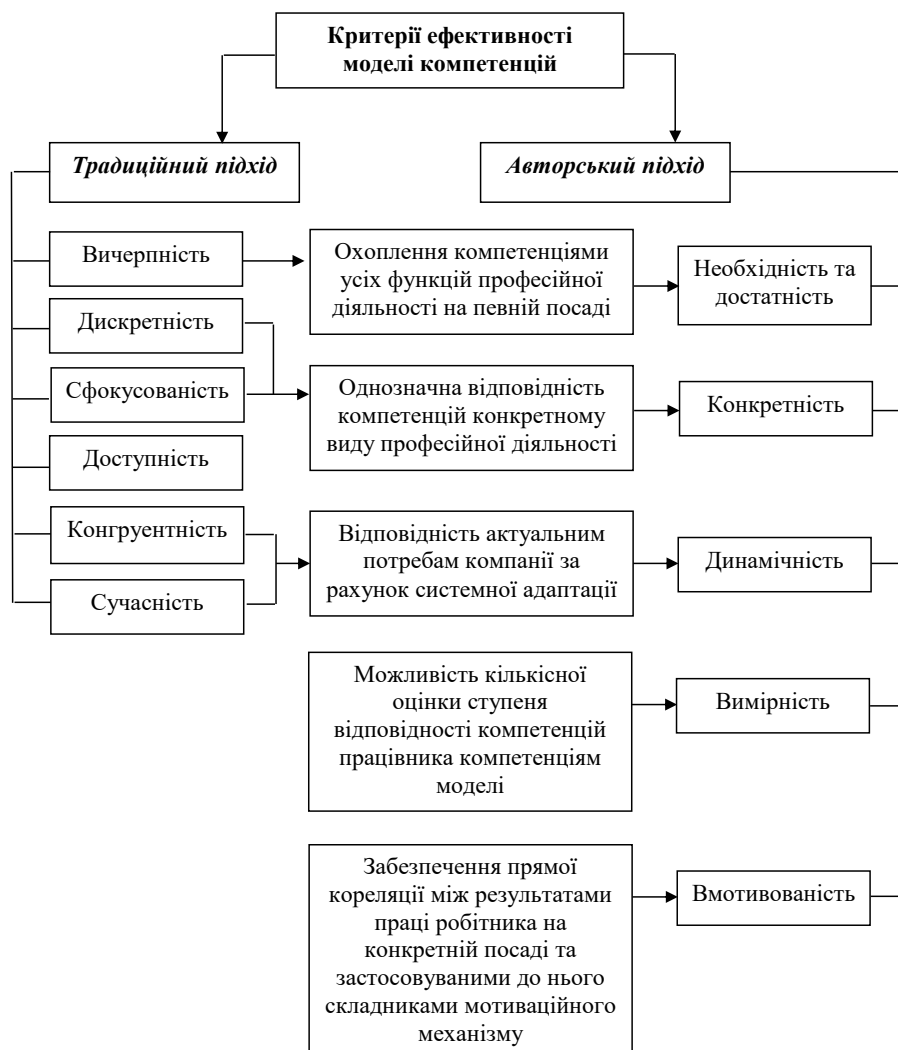 Критерії ефективності
моделі компетенцій
Традиційний підхід
Авторський підхід
Вичерпність
Охоплення компетенціями
усіх функцій професійної
діяльності на певній посаді
Необхідність та
достатність
Дискретність
Сфокусованість
Однозначна відповідність
компетенцій конкретному
виду професійної діяльності
Конкретність
Доступність
Конгруентність
Сучасність
Відповідність актуальним
потребам компанії за
рахунок системної адаптації
Динамічність
Можливість кількісної
оцінки ступеня
відповідності компетенцій
працівника компетенціям
моделі
Вимірність
Забезпечення прямої
кореляції між результатами
праці робітника на
конкретній посаді та
застосовуваними до нього
складниками мотиваційного
механізму
Вмотивованість